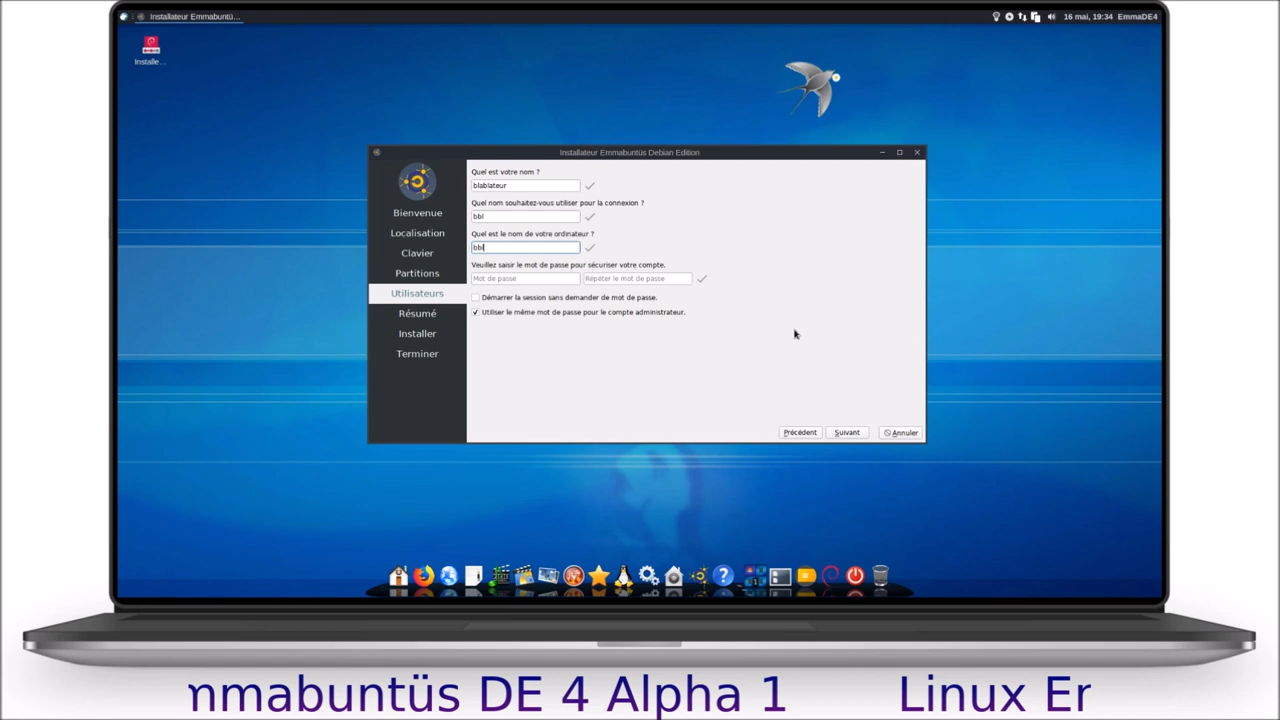 Installateur Emmabuntü...
16 mai, 19:34 EmmaDE4
Installe...
Installateur Emmabuntüs Debian Edition
Bienvenue
Localisation
Clavier
Partitions
Utilisateurs
Résumé
Installer
Terminer
Quel est votre nom ?
blablateur
Quel nom souhaitez-vous utiliser pour la connexion ?
bbl
Quel est le nom de votre ordinateur ?
bbl
Veuillez saisir le mot de passe pour sécuriser votre compte.
Mot de passe Répéter le mot de passe
Démarrer la session sans demander de mot de passe.
Utiliser le même mot de passe pour le compte administrateur.
Précédent Suivant Annuler
mmabuntüs DE 4 Alpha 1 Linux Er